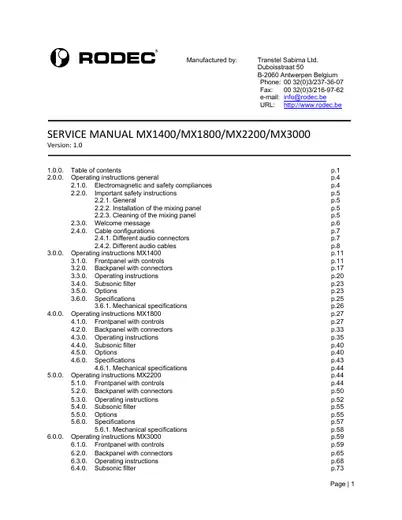 RODEC® Manufactured by: Transtel Sabima Ltd.
Duboisstraat 50
B-2060 Antwerpen Belgium
Phone: 00 32(0)3/237-36-07
Fax: 00 32(0)3/216-97-62
e-mail: info@rodec.be
URL: http://www.rodec.be
SERVICE MANUAL MX1400/MX1800/MX2200/MX3000
Version: 1.0
1.0.0. Table of contents p.1
2.0.0. Operating instructions general p.4
2.1.0. Electromagnetic and safety compliances p.4
2.2.0. Important safety instructions p.5
2.2.1. General p.5
2.2.2. Installation of the mixing panel p.5
2.2.3. Cleaning of the mixing panel p.5
2.3.0. Welcome message p.6
2.4.0. Cable configurations p.7
2.4.1. Different audio connectors p.7
2.4.2. Different audio cables p.8
3.0.0. Operating instructions MX1400 p.11
3.1.0. Frontpanel with controls p.11
3.2.0. Backpanel with connectors p.17
3.3.0. Operating instructions p.20
3.4.0. Subsonic filter p.23
3.5.0. Options p.23
3.6.0. Specifications p.25
3.6.1. Mechanical specifications p.26
4.0.0. Operating instructions MX1800 p.27
4.1.0. Frontpanel with controls p.27
4.2.0. Backpanel with connectors p.33
4.3.0. Operating instructions p.35
4.4.0. Subsonic filter p.40
4.5.0. Options p.40
4.6.0. Specifications p.43
4.6.1. Mechanical specifications p.44
5.0.0. Operating instructions MX2200 p.44
5.1.0. Frontpanel with controls p.44
5.2.0. Backpanel with connectors p.50
5.3.0. Operating instructions p.52
5.4.0. Subsonic filter p.55
5.5.0. Options p.55
5.6.0. Specifications p.57
5.6.1. Mechanical specifications p.58
6.0.0. Operating instructions MX3000 p.59
6.1.0. Frontpanel with controls p.59
6.2.0. Backpanel with connectors p.65
6.3.0. Operating instructions p.68
6.4.0. Subsonic filter p.73
Page | 1